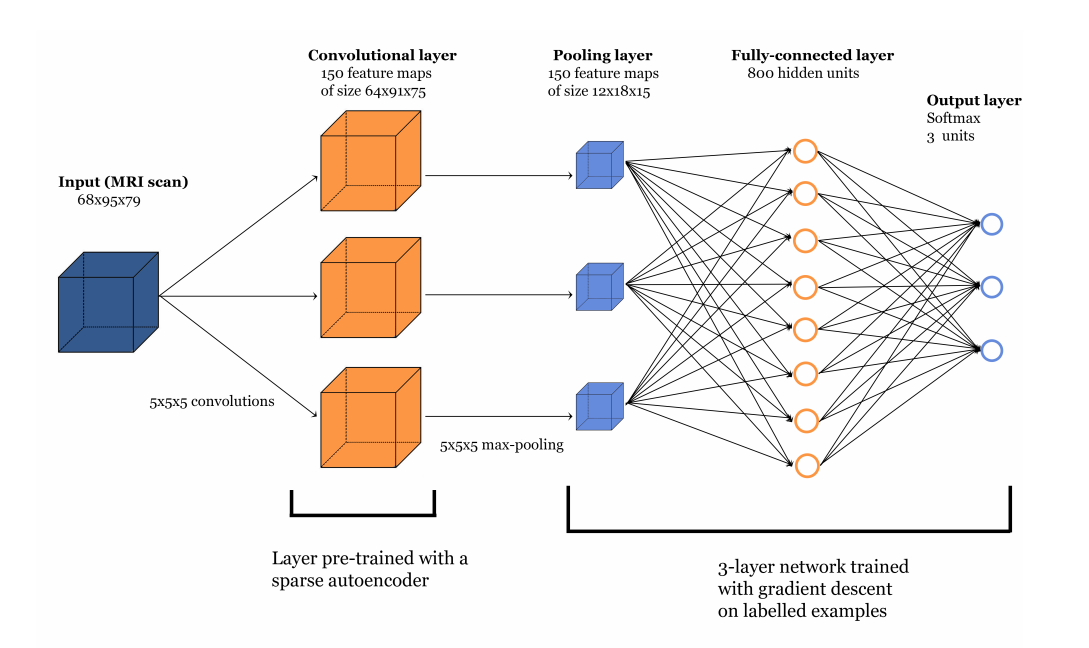 Convolutional layer
150 feature maps
of size 64x91x75
Pooling layer
150 feature maps
of size 12x18x15
Fully-connected layer
800 hidden units
Output layer
Softmax
3 units
Input (MRI scan)
68x95x79
5x5x5 convolutions
5x5x5 max-pooling
Layer pre-trained with a
sparse autoencoder
3-layer network trained
with gradient descent
on labelled examples